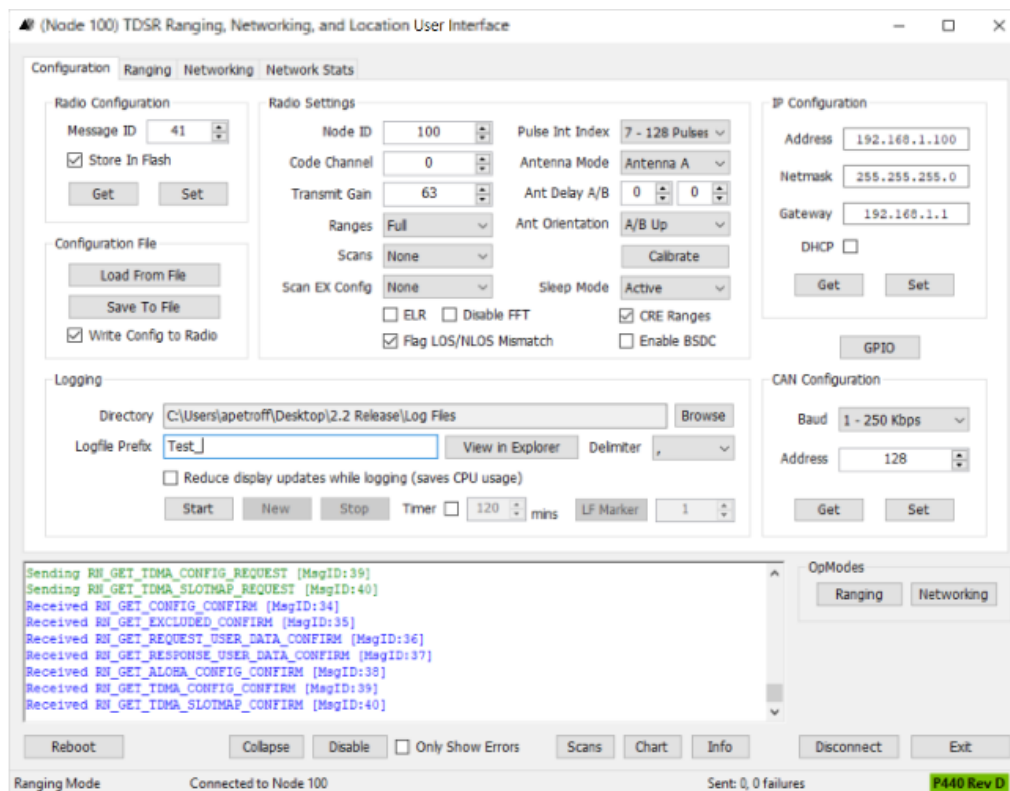 (Node 100) TDSR Ranging, Networking, and Location User Interface
Configuration Ranging Networking Network Stats
Radio Configuration
Message ID 41
Store In Flash
Get Set
Configuration File
Load From File
Save To File
Write Config to Radio
Radio Settings
Node ID 100 Pulse Int Index 7 - 128 Pulses
Code Channel 0 Antenna Mode Antenna A
Transmit Gain 63 Ant Delay A/B 0 0
Ranges Full Ant Orientation A/B Up
Scans None Calibrate
Scan EX Config None Sleep Mode Active
ELR Disable FFT CRE Ranges
Flag LOS/NLOS Mismatch Enable BSDC
IP Configuration
Address 192.168.1.100
Netmask 255.255.255.0
Gateway 192.168.1.1
DHCP
Get Set
GPIO
Logging
Directory C:\Users\apetroff\Desktop\2.2 Release\Log Files Browse
Logfile Prefix Test_ View in Explorer Delimiter ,
Reduce display updates while logging (saves CPU usage)
Start New Stop Timer 120 mins LF Marker 1
CAN Configuration
Baud 1 - 250 Kbps
Address 128
Get Set
Sending RN_GET_TDMA_CONFIG_REQUEST [MsgID:39]
Sending RN_GET_TDMA_SLOTMAP_REQUEST [MsgID:40]
Received RN_GET_CONFIG_CONFIRM [MsgID:34]
Received RN_GET_EXCLUDED_CONFIRM [MsgID:35]
Received RN_GET_REQUEST_USER_DATA_CONFIRM [MsgID:36]
Received RN_GET_RESPONSE_USER_DATA_CONFIRM [MsgID:37]
Received RN_GET_ALOHA_CONFIG_CONFIRM [MsgID:38]
Received RN_GET_TDMA_CONFIG_CONFIRM [MsgID:39]
Received RN_GET_TDMA_SLOTMAP_CONFIRM [MsgID:40]
OpModes
Ranging Networking
Reboot Collapse Disable Only Show Errors Scans Chart Info Disconnect Exit
Ranging Mode Connected to Node 100 Sent: 0, 0 failures P440 Rev D